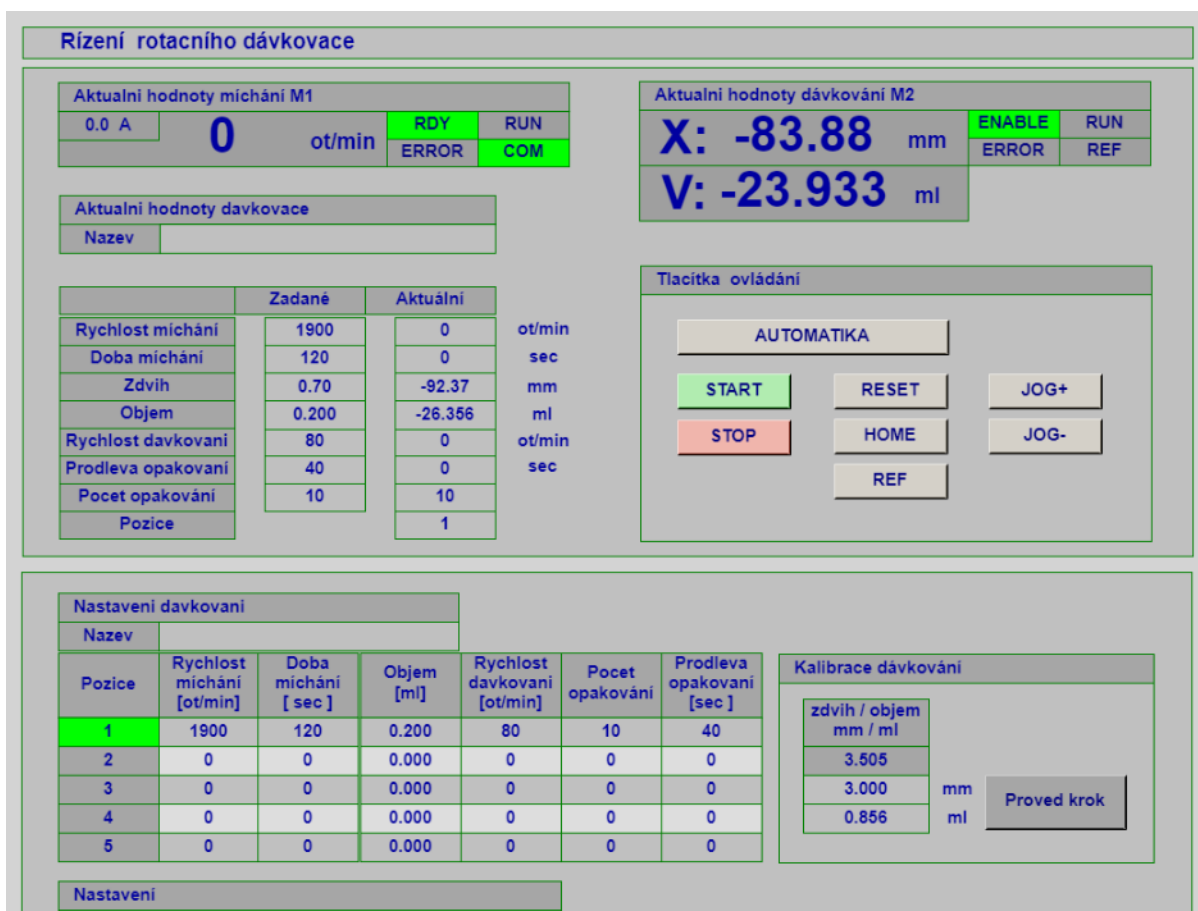 Rízení rotacního dávkovace
Aktualni hodnoty míchání M1
0.0 A 0 ot/min RDY RUN
ERROR COM
Aktualni hodnoty dávkování M2
X: -83.88 mm ENABLE RUN
ERROR REF
V: -23.933 ml
Aktualni hodnoty davkovace
Nazev
Zadané Aktuální
Rychlost míchání 1900 0 ot/min
Doba míchání 120 0 sec
Zdvih 0.70 -92.37 mm
Objem 0.200 -26.356 ml
Rychlost davkovani 80 0 ot/min
Prodleva opakovaní 40 0 sec
Pocet opakování 10 10
Pozice 1
Tlacítka ovládání
AUTOMATIKA
START RESET JOG+
STOP HOME JOG-
REF
Nastaveni davkovani
Nazev
Pozice Rychlost míchání [ot/min] Doba míchání [ sec ] Objem [ml] Rychlost davkovani [ot/min] Pocet opakování Prodleva opakovaní [sec ]
1 1900 120 0.200 80 10 40
2 0 0 0.000 0 0 0
3 0 0 0.000 0 0 0
4 0 0 0.000 0 0 0
5 0 0 0.000 0 0 0
Kalibrace dávkování
zdvih / objem
mm / ml
3.505
3.000 mm
0.856 ml
Proved krok
Nastavení